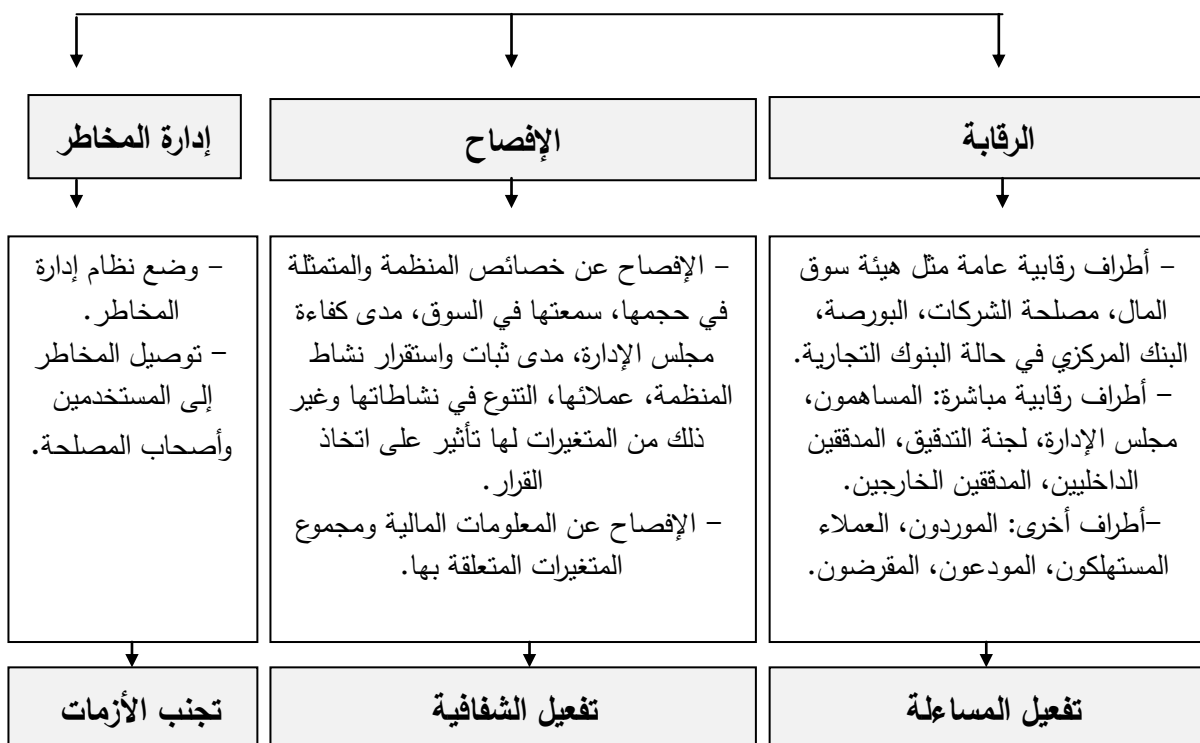 الرقابة
الإفصاح
إدارة المخاطر
– أطراف رقابية عامة مثل هيئة سوق
المال، مصلحة الشركات، البورصة،
البنك المركزي في حالة البنوك التجارية.
– أطراف رقابية مباشرة: المساهمون،
مجلس الإدارة، لجنة التدقيق، المدققين
الداخليين، المدققين الخارجين.
–أطراف أخرى: الموردون، العملاء
المستهلكون، المودعون، المقرضون.
– الإفصاح عن خصائص المنظمة والمتمثلة
في حجمها، سمعتها في السوق، مدى كفاءة
مجلس الإدارة، مدى ثبات واستقرار نشاط
المنظمة، عملائها، التنوع في نشاطاتها وغير
ذلك من المتغيرات لها تأثير على اتخاذ
القرار.
– الإفصاح عن المعلومات المالية ومجموع
المتغيرات المتعلقة بها.
– وضع نظام إدارة
المخاطر.
– توصيل المخاطر
إلى المستخدمين
وأصحاب المصلحة.
تفعيل المساءلة
تفعيل الشفافية
تجنب الأزمات